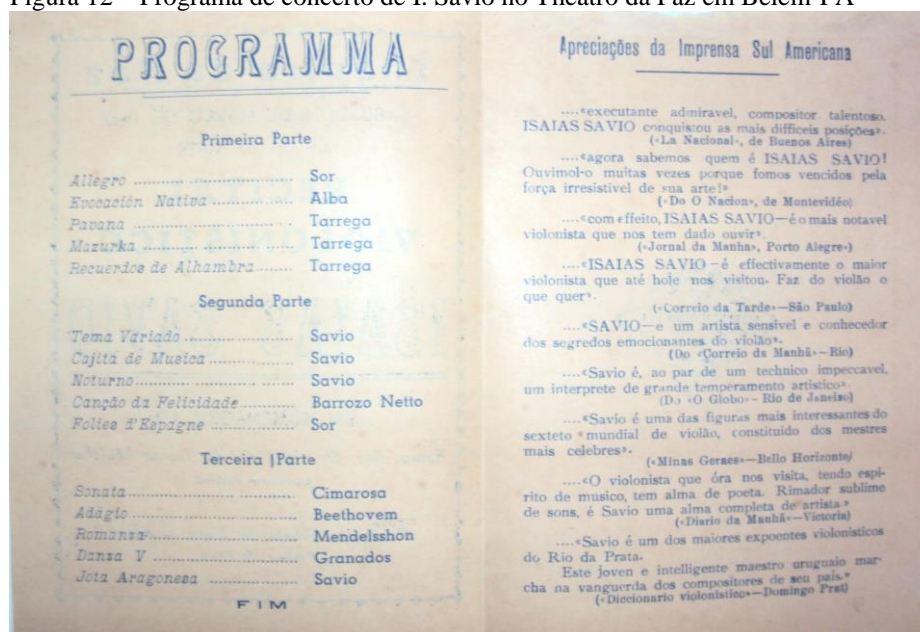 Figura 12 – Programa de concerto de I. Savio no Theatro da Paz em Belém-PA
PROGRAMMA
Primeira Parte
Allegro ........ Sor
Evocación Nativa ........ Alba
Pavana ........ Tarrega
Mazurka ........ Tarrega
Recuerdos de Alhambra ........ Tarrega
Segunda Parte
Tema Variado ........ Savio
Cajita de Musica ........ Savio
Noturno ........ Savio
Canção da Felicidade ........ Barrozo Netto
Folies d'Espagne ........ Sor
Terceira |Parte
Sonata ........ Cimarosa
Adagio ........ Beethovem
Romanza ........ Mendelsshon
Danza V ........ Granados
Jota Aragonesa ........ Savio
FIM
Apreciações da Imprensa Sul Americana
....«executante admiravel, compositor talentoso,
ISAIAS SAVIO conquistou as mais difficeis posições».
(«La Nacional», de Buenos Aires)
....«agora sabemos quem é ISAIAS SAVIO!
Ouvimol-o muitas vezes porque fomos vencidos pela
força irresistivel de sua arte!»
(«Do O Nacion», de Montevidéo)
....«com effeito, ISAIAS SAVIO—é o mais notavel
violonista que nos tem dado ouvir».
(«Jornal da Manhã», Porto Alegre-)
....«ISAIAS SAVIO—é effectivamente o maior
violonista que até hoje nos visitou. Faz do violão o
que quer».
(«Correio da Tarde»—São Paulo)
....«SAVIO—e um artista sensivel e conhecedor
dos segredos emocionantes do violão».
(Do «Correio da Manhã»—Rio)
....«Savio é, ao par de um technico impeccavel,
um interprete de grande temperamento artistico».
(Do «O Globo»- Rio de Janeiro)
....«Savio é uma das figuras mais interessantes do
sexteto mundial de violão, constituido dos mestres
mais celebres».
(«Minas Geraes»—Bello Horizonte)
....«O violonista que óra nos visita, tendo espi-
rito de musico, tem alma de poeta. Rimador sublime
de sons, é Savio uma alma completa de artista.»
(«Diario da Manhã»—Victoria)
....«Savio é um dos maiores expoentes violonisticos
do Rio da Prata.
Este joven e intelligente maestro uruguaio mar-
cha na vanguerda dos compositores de seu pais.»
(«Diccionario violonistico»—Domingo Prat)